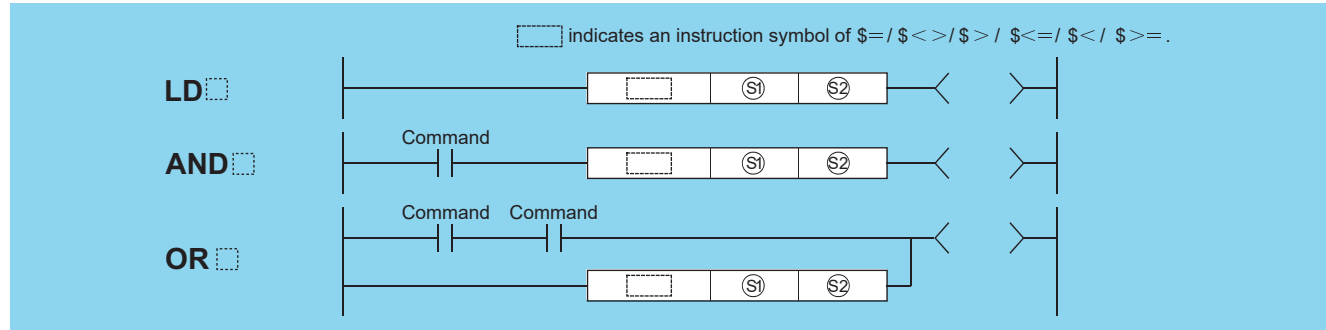 indicates an instruction symbol of $=/ $< >/ $ > / $<=/ $< / $ >= .
LD
S1 S2
Command
AND
S1 S2
Command Command
OR
S1 S2